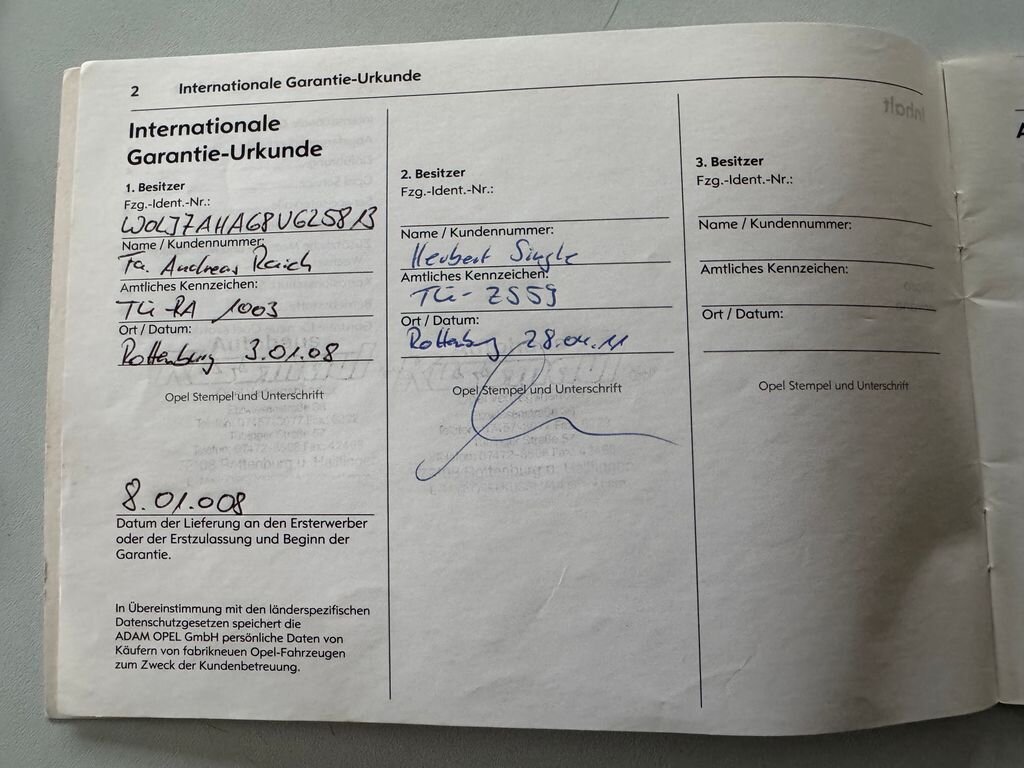 2 Internationale Garantie-Urkunde
Internationale
Garantie-Urkunde
1. Besitzer
Fzg.-Ident.-Nr.:
W0LJ7AHA68V625813
Name / Kundennummer:
Fa. Andreas Raich
Amtliches Kennzeichen:
TÜ-RA 1003
Ort / Datum:
Rottenburg 3.01.08
Opel Stempel und Unterschrift
8.01.008
Datum der Lieferung an den Ersterwerber
oder der Erstzulassung und Beginn der
Garantie.
In Übereinstimmung mit den länderspezifischen
Datenschutzgesetzen speichert die
ADAM OPEL GmbH persönliche Daten von
Käufern von fabrikneuen Opel-Fahrzeugen
zum Zweck der Kundenbetreuung.
2. Besitzer
Fzg.-Ident.-Nr.:
Name / Kundennummer:
Herbert Single
Amtliches Kennzeichen:
TÜ-ZS59
Ort / Datum:
Rottenburg 28.04.11
Opel Stempel und Unterschrift
3. Besitzer
Fzg.-Ident.-Nr.:
Name / Kundennummer:
Amtliches Kennzeichen:
Ort / Datum:
Opel Stempel und Unterschrift
Inhalt